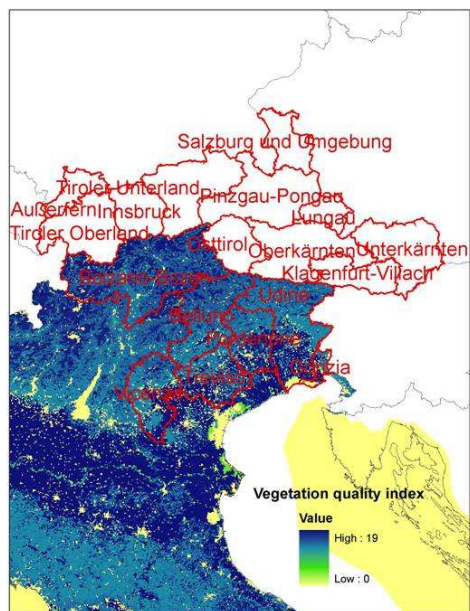 Salzburg und Umgebung
Tiroler Unterland
Pinzgau-Pongau
Außerfern
Innsbruck
Lungau
Tiroler Oberland
Osttirol
Oberkärnten
Unterkärnten
Klagenfurt-Villach
Bolzano-Bozen
Udine
Belluno
Pordenone
Gorizia
Treviso
Vicenza
Vegetation quality index
Value
High : 19
Low : 0